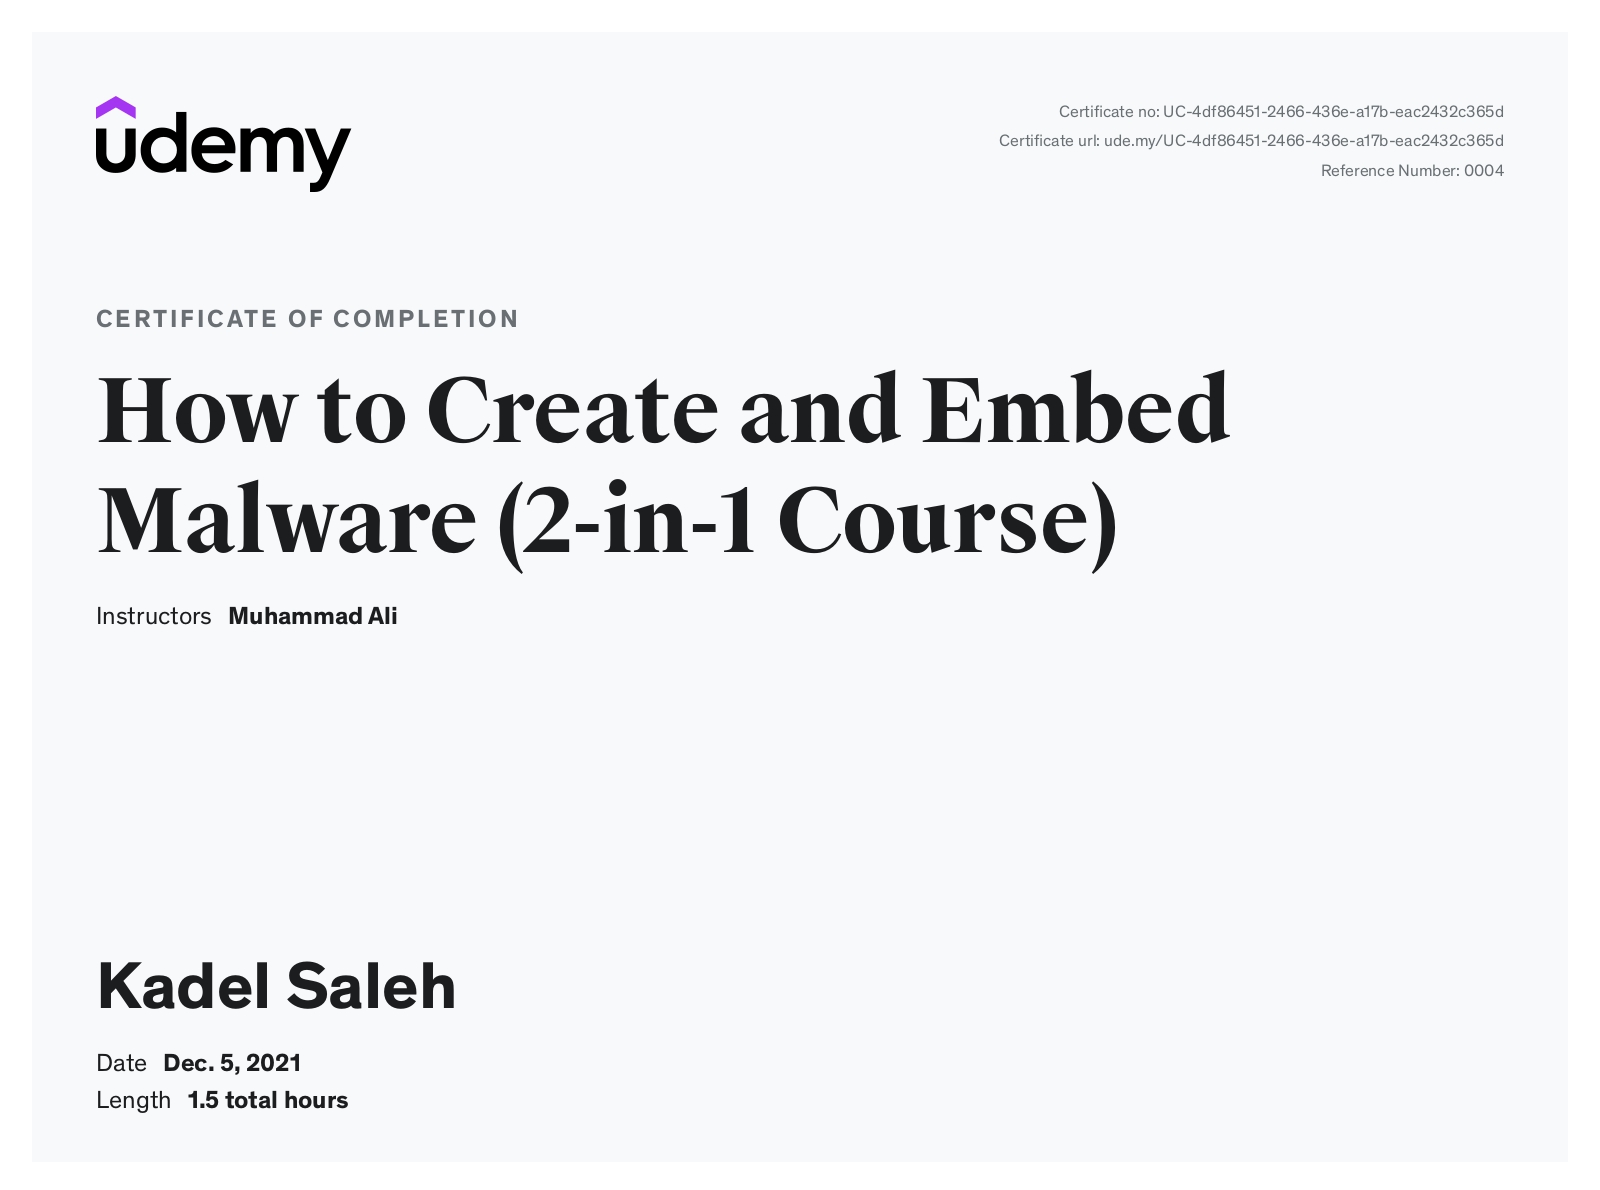 udemy
Certificate no: UC-4df86451-2466-436e-a17b-eac2432c365d
Certificate url: ude.my/UC-4df86451-2466-436e-a17b-eac2432c365d
Reference Number: 0004
CERTIFICATE OF COMPLETION
How to Create and Embed
Malware (2-in-1 Course)
Instructors Muhammad Ali
Kadel Saleh
Date Dec. 5, 2021
Length 1.5 total hours